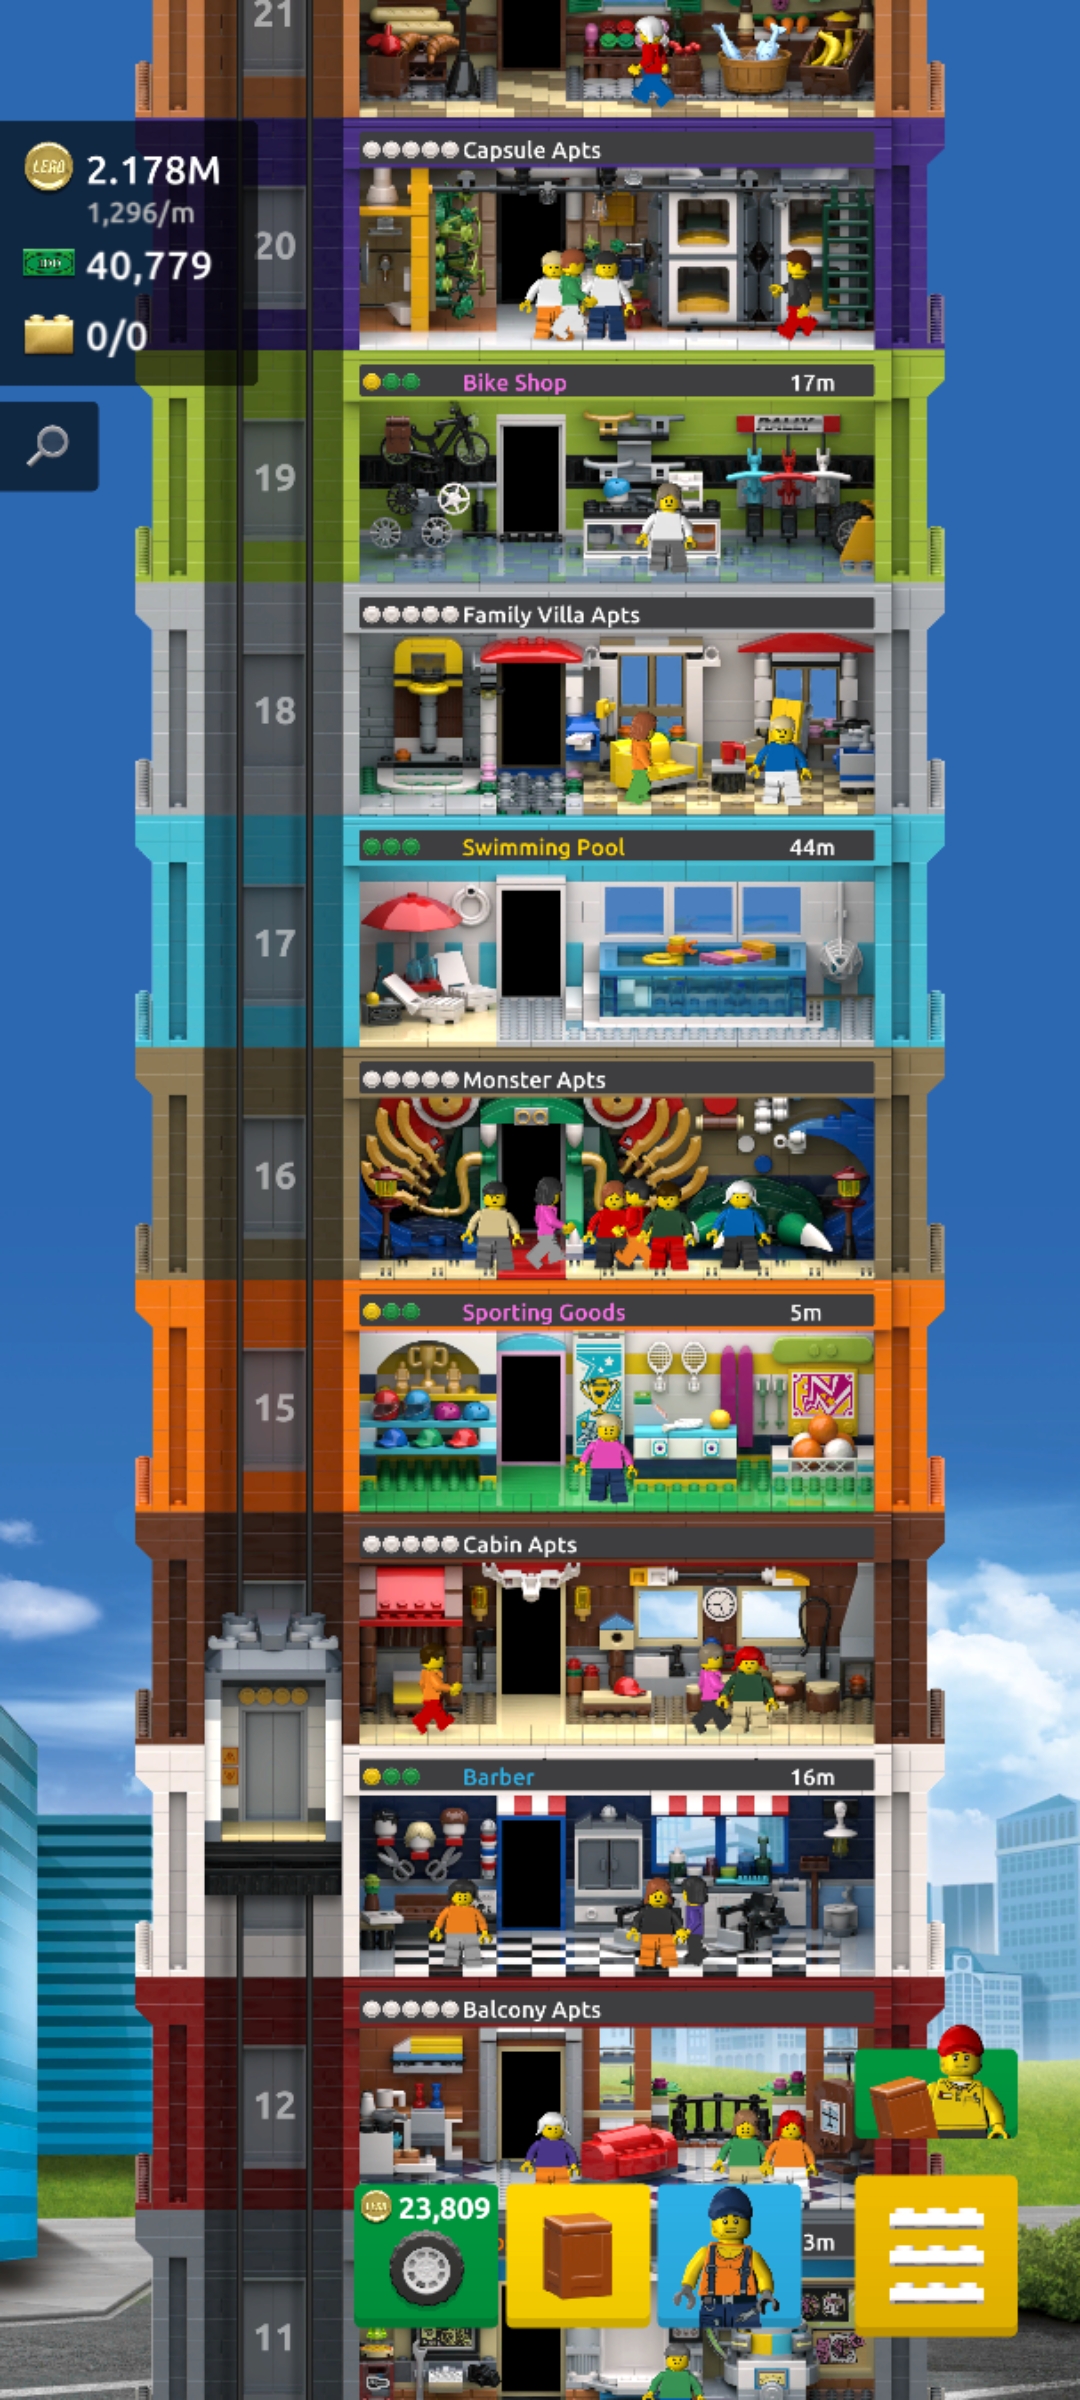 21
LEGO 2.178M
1,296/m
40,779
0/0
Capsule Apts
20
Bike Shop 17m
RALLY
19
Family Villa Apts
18
Swimming Pool 44m
17
Monster Apts
16
Sporting Goods 5m
15
Cabin Apts
Barber 16m
Balcony Apts
12
23,809
3m
11